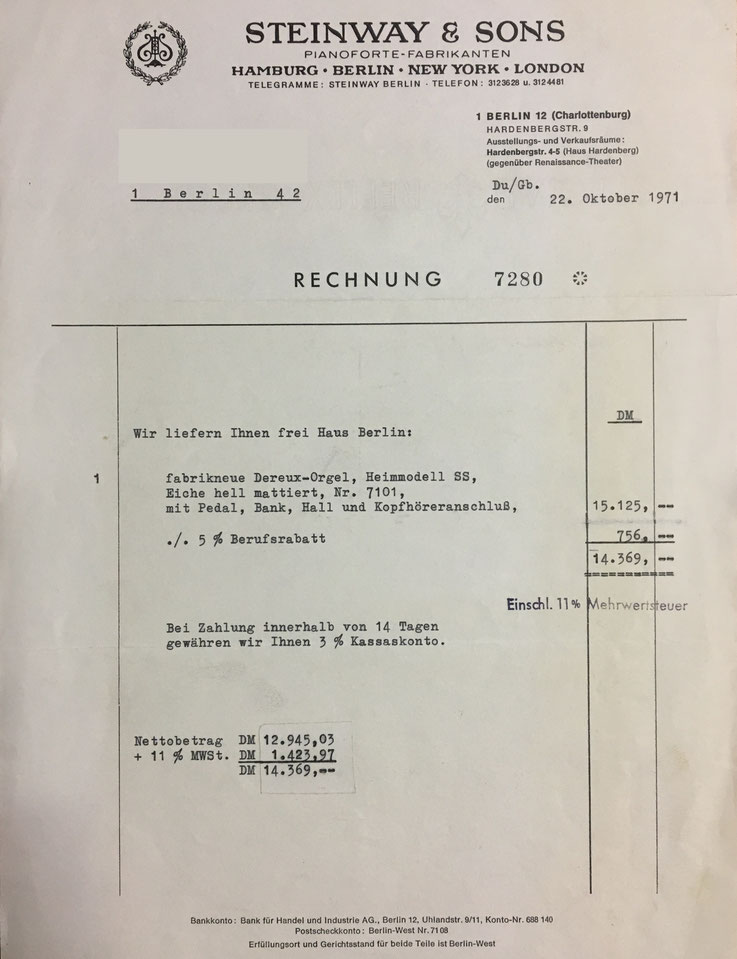 STEINWAY & SONS
PIANOFORTE-FABRIKANTEN
HAMBURG · BERLIN · NEW YORK · LONDON
TELEGRAMME: STEINWAY BERLIN · TELEFON: 3123628 u. 3124481
1 BERLIN 12 (Charlottenburg)
HARDENBERGSTR. 9
Ausstellungs- und Verkaufsräume:
Hardenbergstr. 4-5 (Haus Hardenberg)
(gegenüber Renaissance-Theater)
1 Berlin 42
Du/Gb.
den 22. Oktober 1971
RECHNUNG 7280
DM
Wir liefern Ihnen frei Haus Berlin:
1 fabrikneue Dereux-Orgel, Heimmodell SS,
Eiche hell mattiert, Nr. 7101,
mit Pedal, Bank, Hall und Kopfhöreranschluß, 15.125, --
./. 5 % Berufsrabatt 756, --
14.369, --
Einschl. 11% Mehrwertsteuer
Bei Zahlung innerhalb von 14 Tagen
gewähren wir Ihnen 3 % Kassaskonto.
Nettobetrag DM 12.945,03
+ 11 % MWSt. DM 1.423,97
DM 14.369,--
Bankkonto: Bank für Handel und Industrie AG., Berlin 12, Uhlandstr. 9/11, Konto-Nr. 688 140
Postscheckkonto: Berlin-West Nr. 7108
Erfüllungsort und Gerichtsstand für beide Teile ist Berlin-West